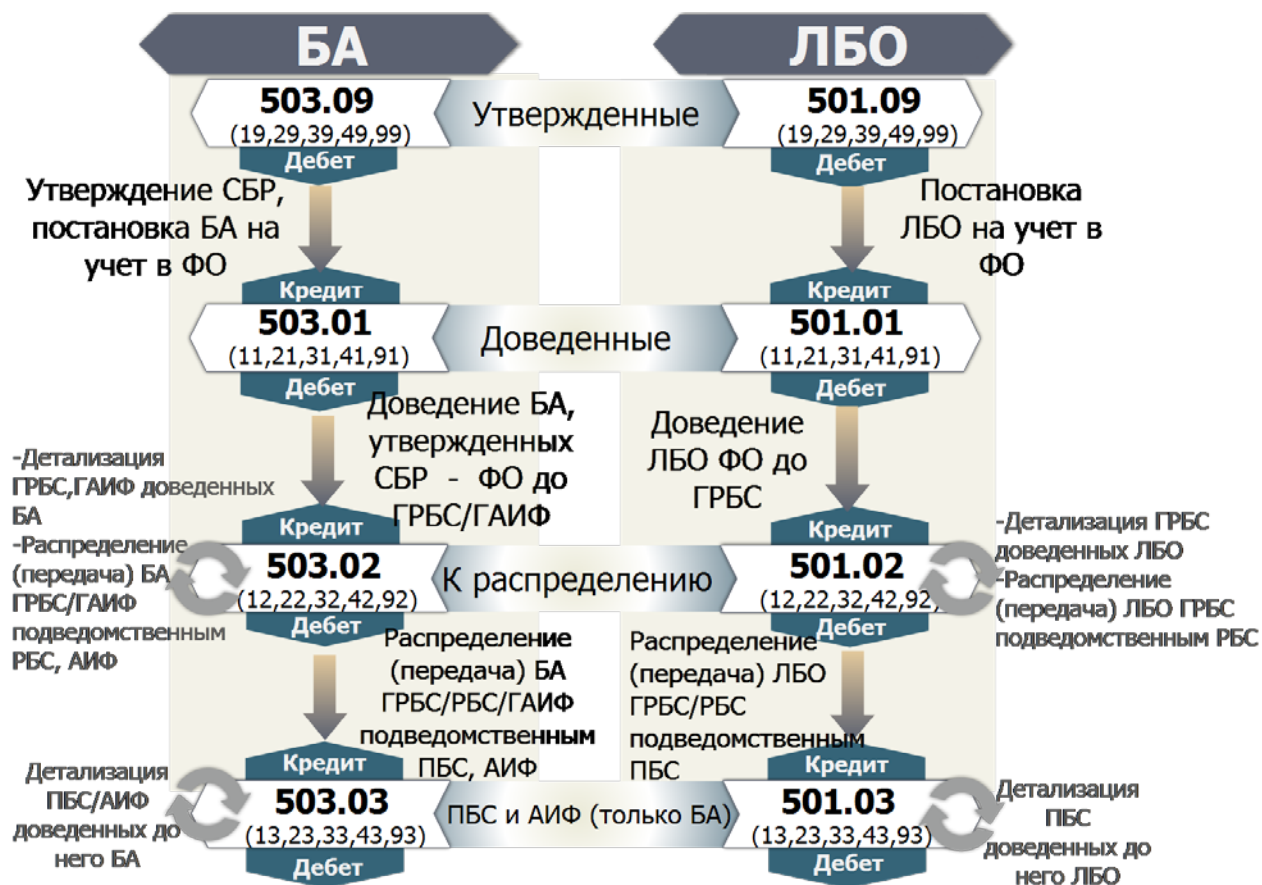 БА
ЛБО
503.09
(19,29,39,49,99)
Дебет
Утвержденные
501.09
(19,29,39,49,99)
Дебет
Утверждение СБР,
постановка БА на
учет в ФО
Постановка
ЛБО на учет в
ФО
Кредит
503.01
(11,21,31,41,91)
Дебет
Доведенные
Кредит
501.01
(11,21,31,41,91)
Дебет
Доведение БА,
утвержденных
СБР - ФО до
ГРБС/ГАИФ
Доведение
ЛБО ФО до
ГРБС
-Детализация
ГРБС,ГАИФ доведенных
БА
-Распределение
(передача) БА
ГРБС/ГАИФ
подведомственным
РБС, АИФ
Кредит
503.02
(12,22,32,42,92)
Дебет
К распределению
Кредит
501.02
(12,22,32,42,92)
Дебет
-Детализация ГРБС
доведенных ЛБО
-Распределение
(передача) ЛБО ГРБС
подведомственным РБС
Распределение
(передача) БА
ГРБС/РБС/ГАИФ
подведомственным
ПБС, АИФ
Распределение
(передача) ЛБО
ГРБС/РБС
подведомственным
ПБС
Детализация
ПБС/АИФ
доведенных до
него БА
Кредит
503.03
(13,23,33,43,93)
Дебет
ПБС и АИФ (только БА)
Кредит
501.03
(13,23,33,43,93)
Дебет
Детализация
ПБС
доведенных до
него ЛБО